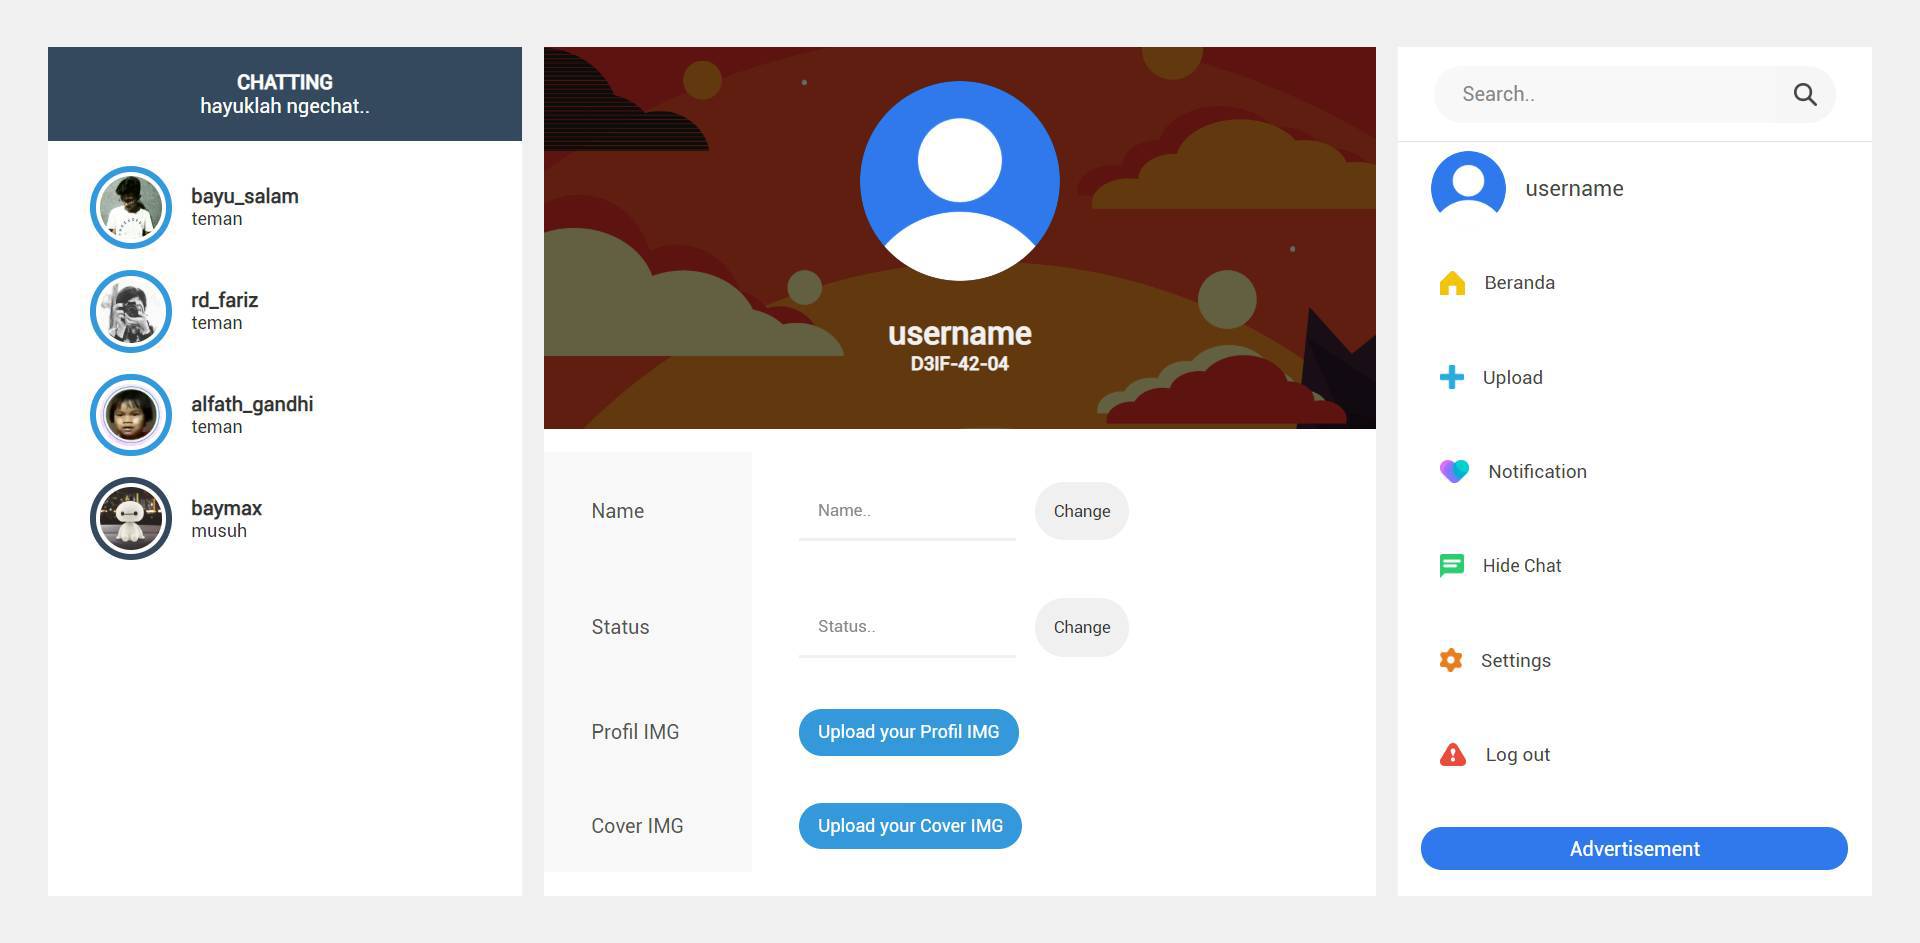 CHATTING
hayuklah ngechat..
bayu_salam
teman
rd_fariz
teman
alfath_gandhi
teman
baymax
musuh
username
D3IF-42-04
Name
Name..
Change
Status
Status..
Change
Profil IMG
Upload your Profil IMG
Cover IMG
Upload your Cover IMG
Search..
username
Beranda
Upload
Notification
Hide Chat
Settings
Log out
Advertisement